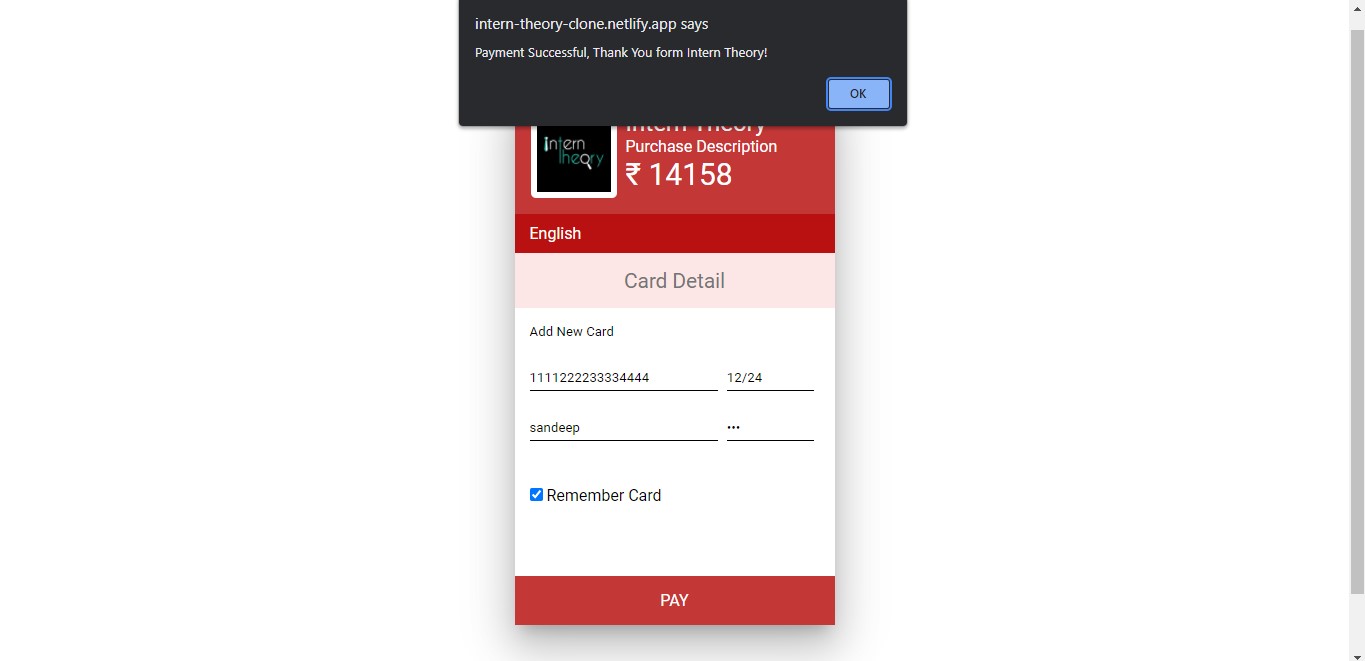 intern-theory-clone.netlify.app says
Payment Successful, Thank You form Intern Theory!
OK
Intern Theory
intern
Theory
Purchase Description
₹ 14158
English
Card Detail
Add New Card
1111222233334444 12/24
sandeep •••
Remember Card
PAY